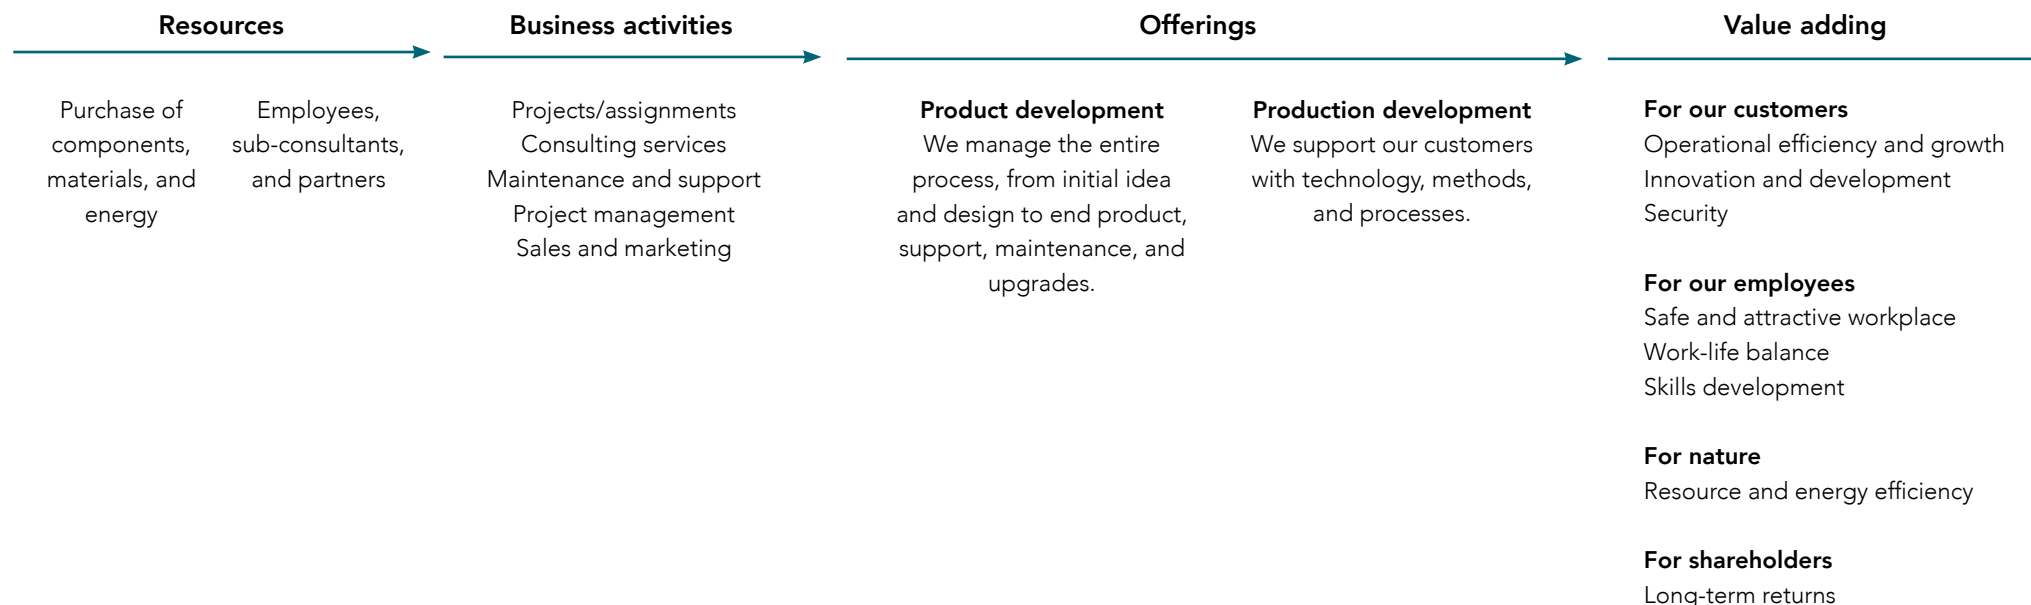 Resources
Purchase of
components,
materials, and
energy
Employees,
sub-consultants,
and partners
Business activities
Projects/assignments
Consulting services
Maintenance and support
Project management
Sales and marketing
Offerings
Product development
We manage the entire
process, from initial idea
and design to end product,
support, maintenance, and
upgrades.
Production development
We support our customers
with technology, methods,
and processes.
Value adding
For our customers
Operational efficiency and growth
Innovation and development
Security
For our employees
Safe and attractive workplace
Work-life balance
Skills development
For nature
Resource and energy efficiency
For shareholders
Long-term returns